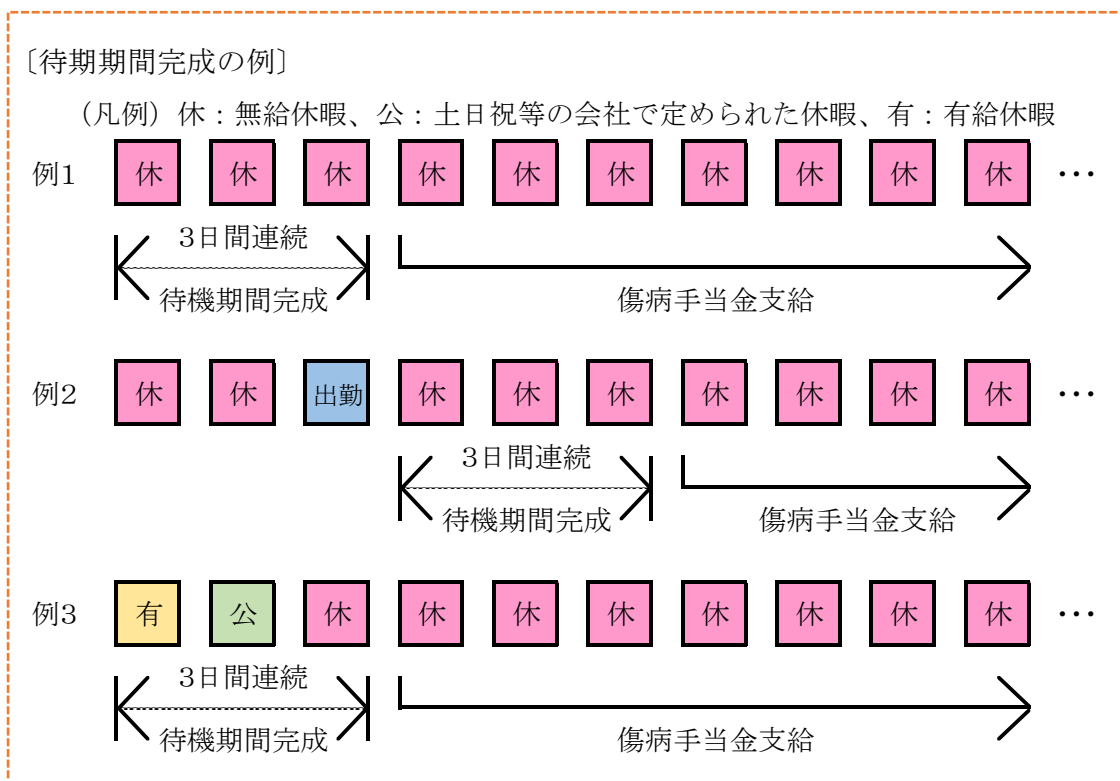 〔待期期間完成の例〕
（凡例）休：無給休暇、公：土日祝等の会社で定められた休暇、有：有給休暇
例1 休 休 休 休 休 休 休 休 休 休 …
3日間連続
待機期間完成 傷病手当金支給
例2 休 休 出勤 休 休 休 休 休 休 休 …
3日間連続
待機期間完成 傷病手当金支給
例3 有 公 休 休 休 休 休 休 休 休 …
3日間連続
待機期間完成 傷病手当金支給